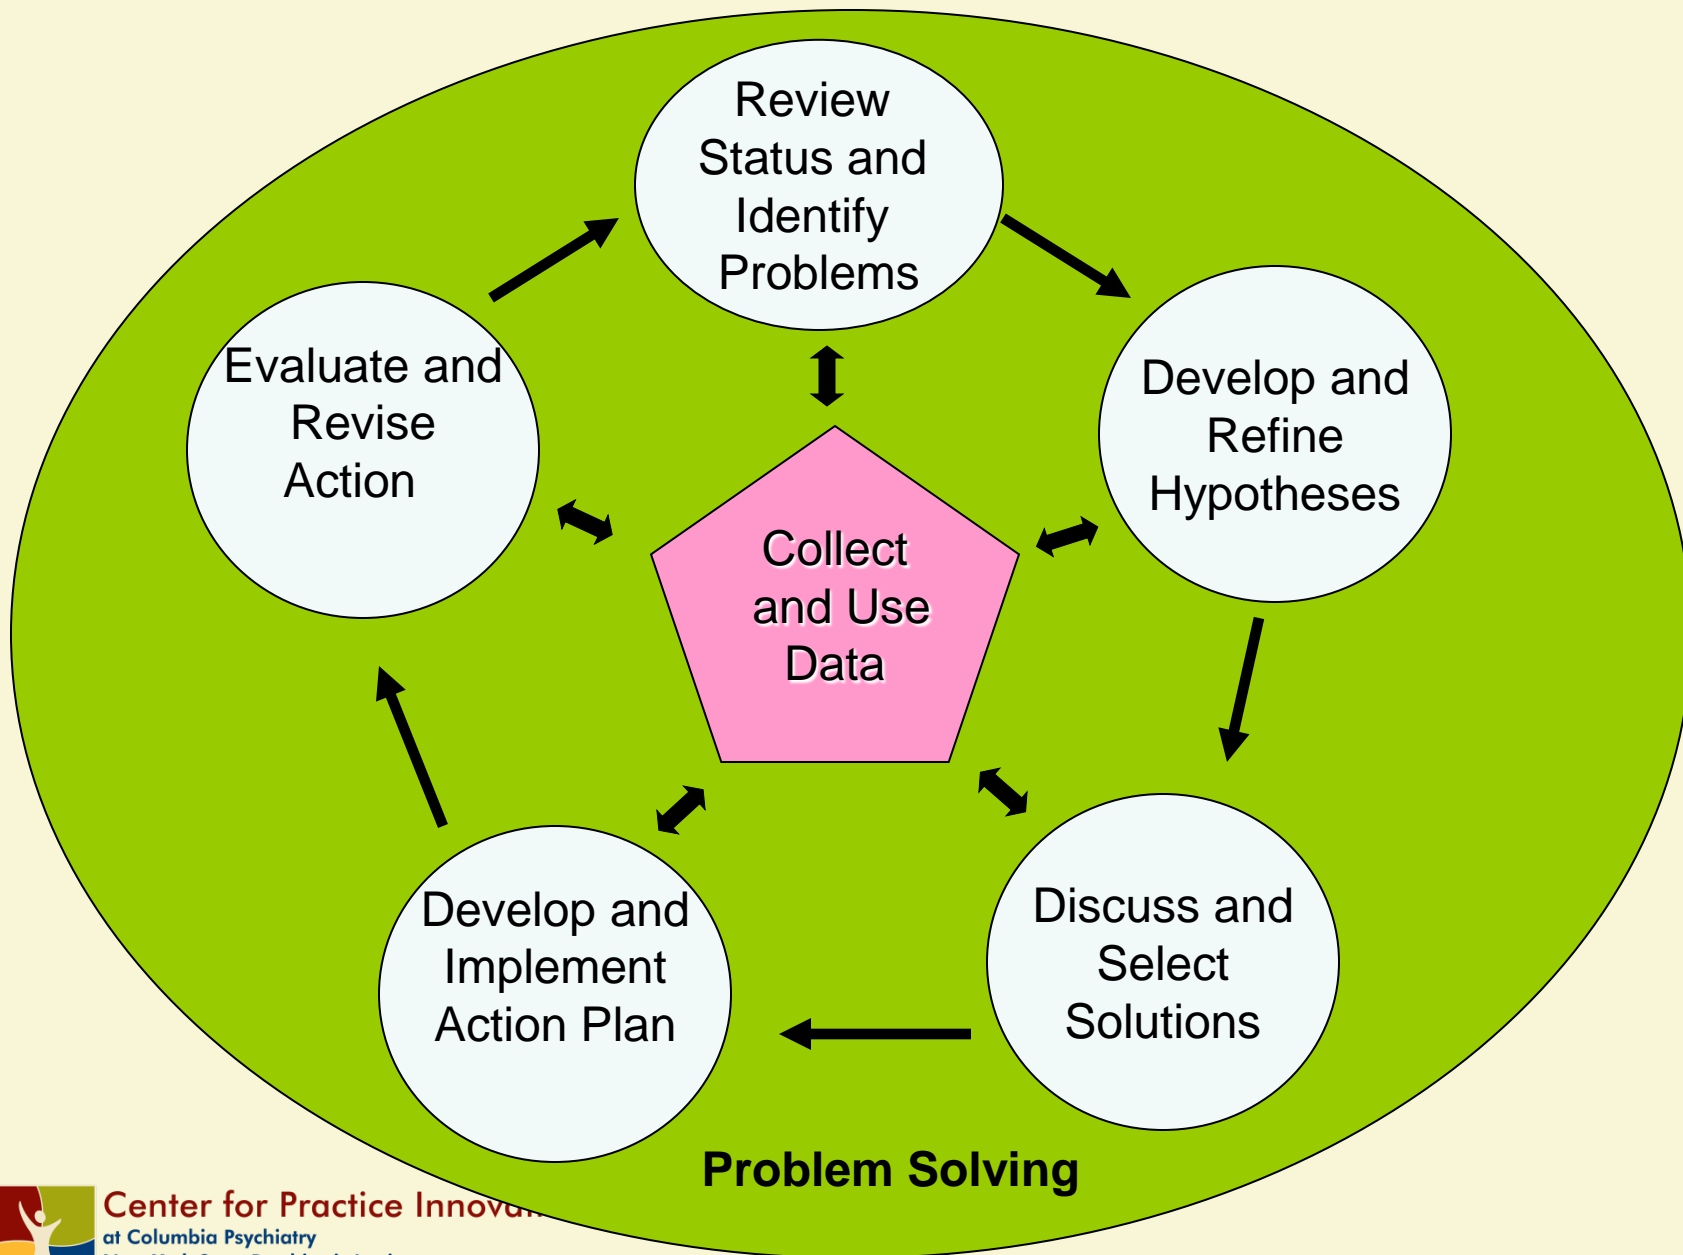 Review
Status and
Identify
Problems
Develop and
Refine
Hypotheses
Discuss and
Select
Solutions
Develop and
Implement
Action Plan
Evaluate and
Revise
Action
Collect
and Use
Data
Problem Solving
Center for Practice
at Columbia Psychiatry